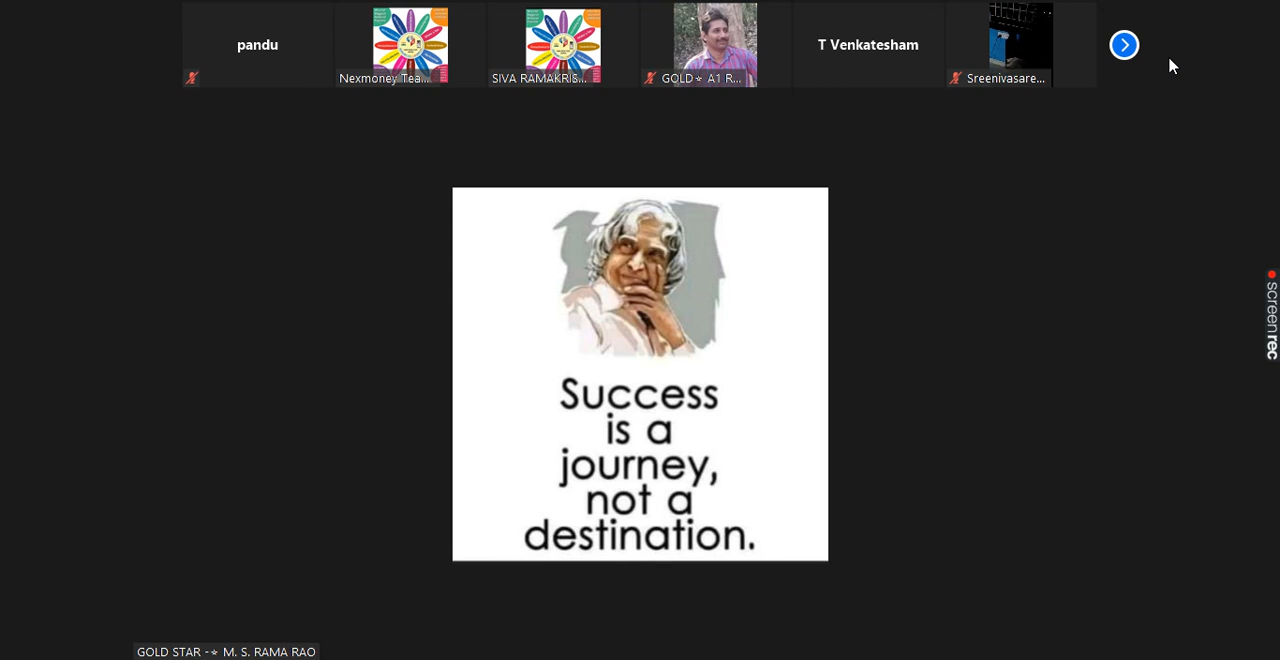 pandu
Nexmoney Tea...
SIVA RAMAKRIS...
GOLD⭐ A1 R...
T Venkatesham
Sreenivasare...
Success
is a
journey,
not a
destination.
screenrec
GOLD STAR -⭐ M. S. RAMA RAO